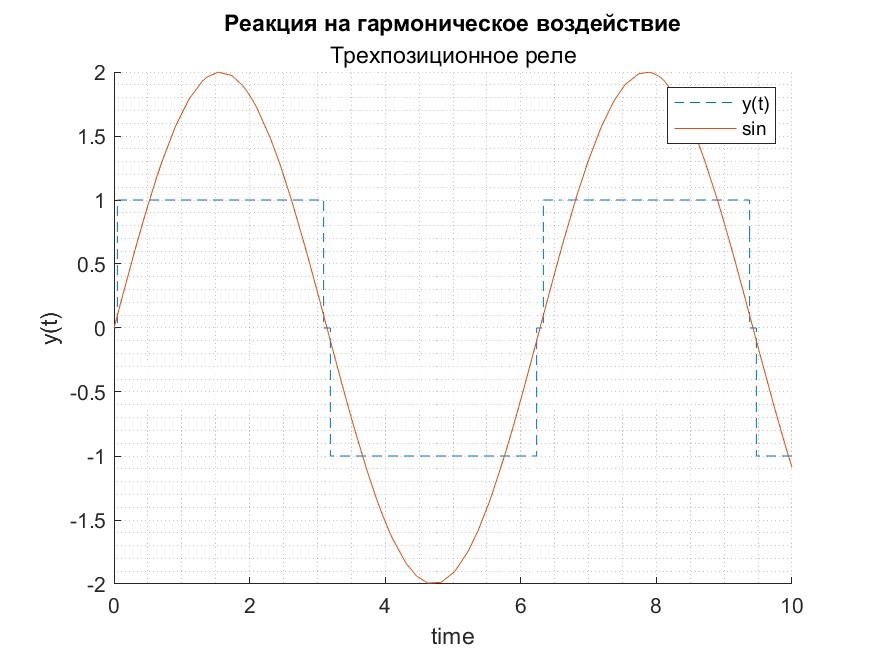 Реакция на гармоническое воздействие
Трехпозиционное реле
y(t)
sin
2
1.5
1
0.5
0
-0.5
-1
-1.5
-2
y(t)
0
2
4
6
8
10
time